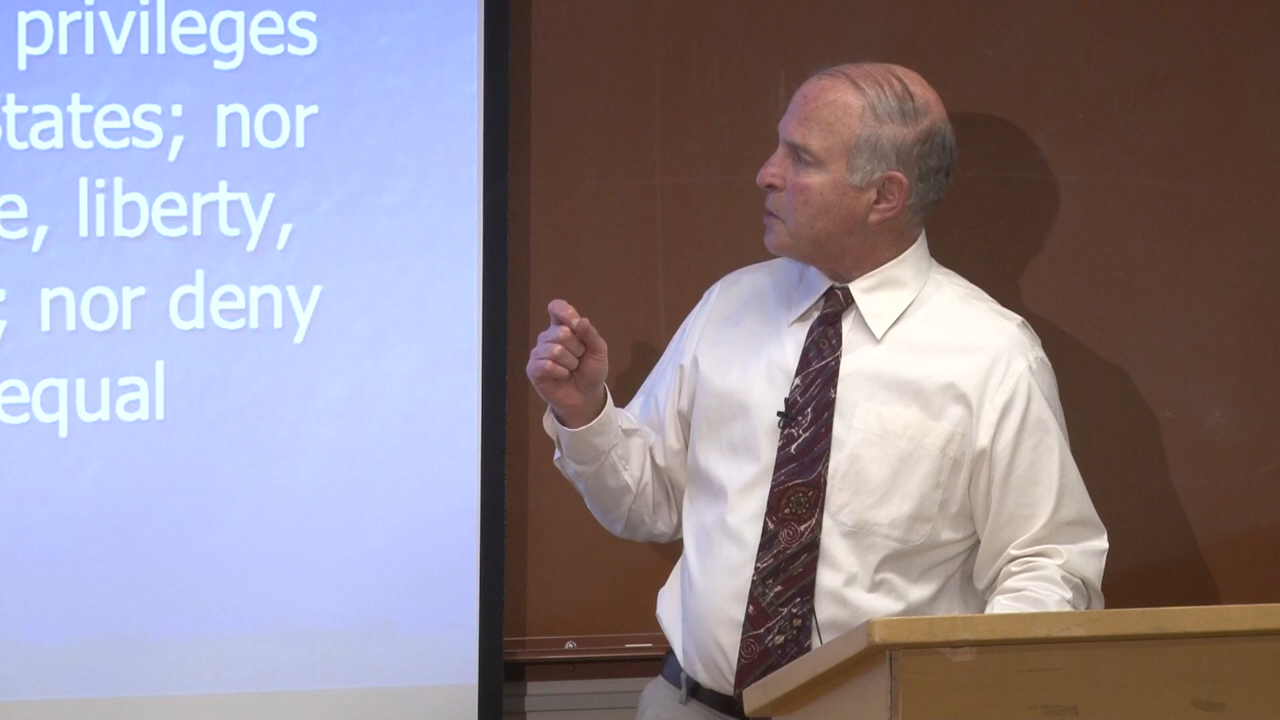 privileges
States; nor
e, liberty,
; nor deny
equal